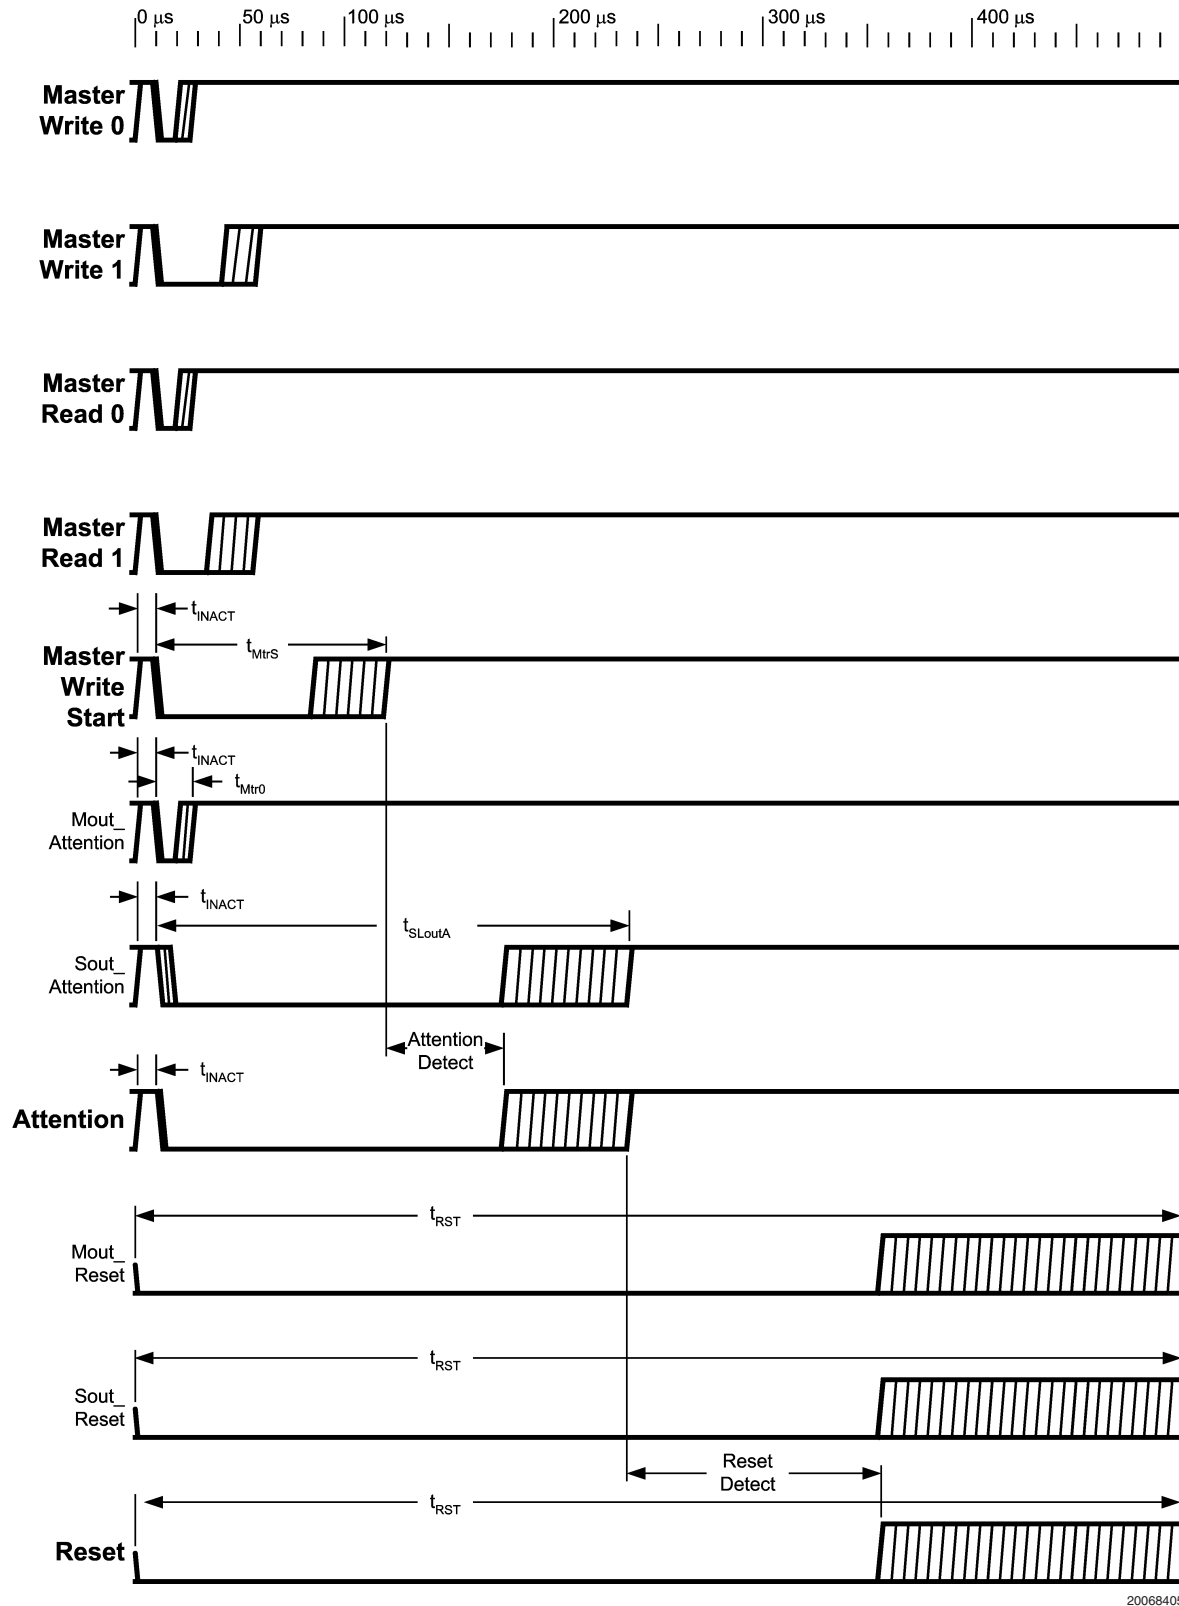 0 µs 50 µs 100 µs 200 µs 300 µs 400 µs
Master
Write 0
Master
Write 1
Master
Read 0
Master
Read 1
tINACT
tMtrS
Master
Write
Start
tINACT
tMtr0
Mout_
Attention
tINACT
tSLoutA
Sout_
Attention
Attention
Detect
tINACT
Attention
tRST
Mout_
Reset
tRST
Sout_
Reset
Reset
Detect
tRST
Reset
20068405